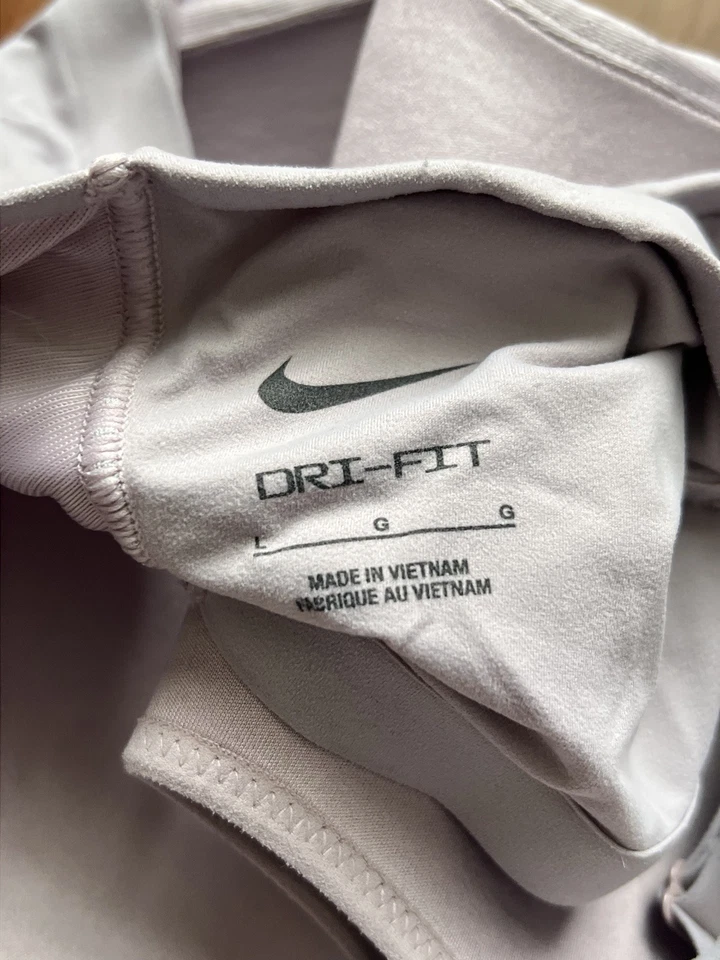 DRI-FIT
L G G
MADE IN VIETNAM
FABRIQUE AU VIETNAM